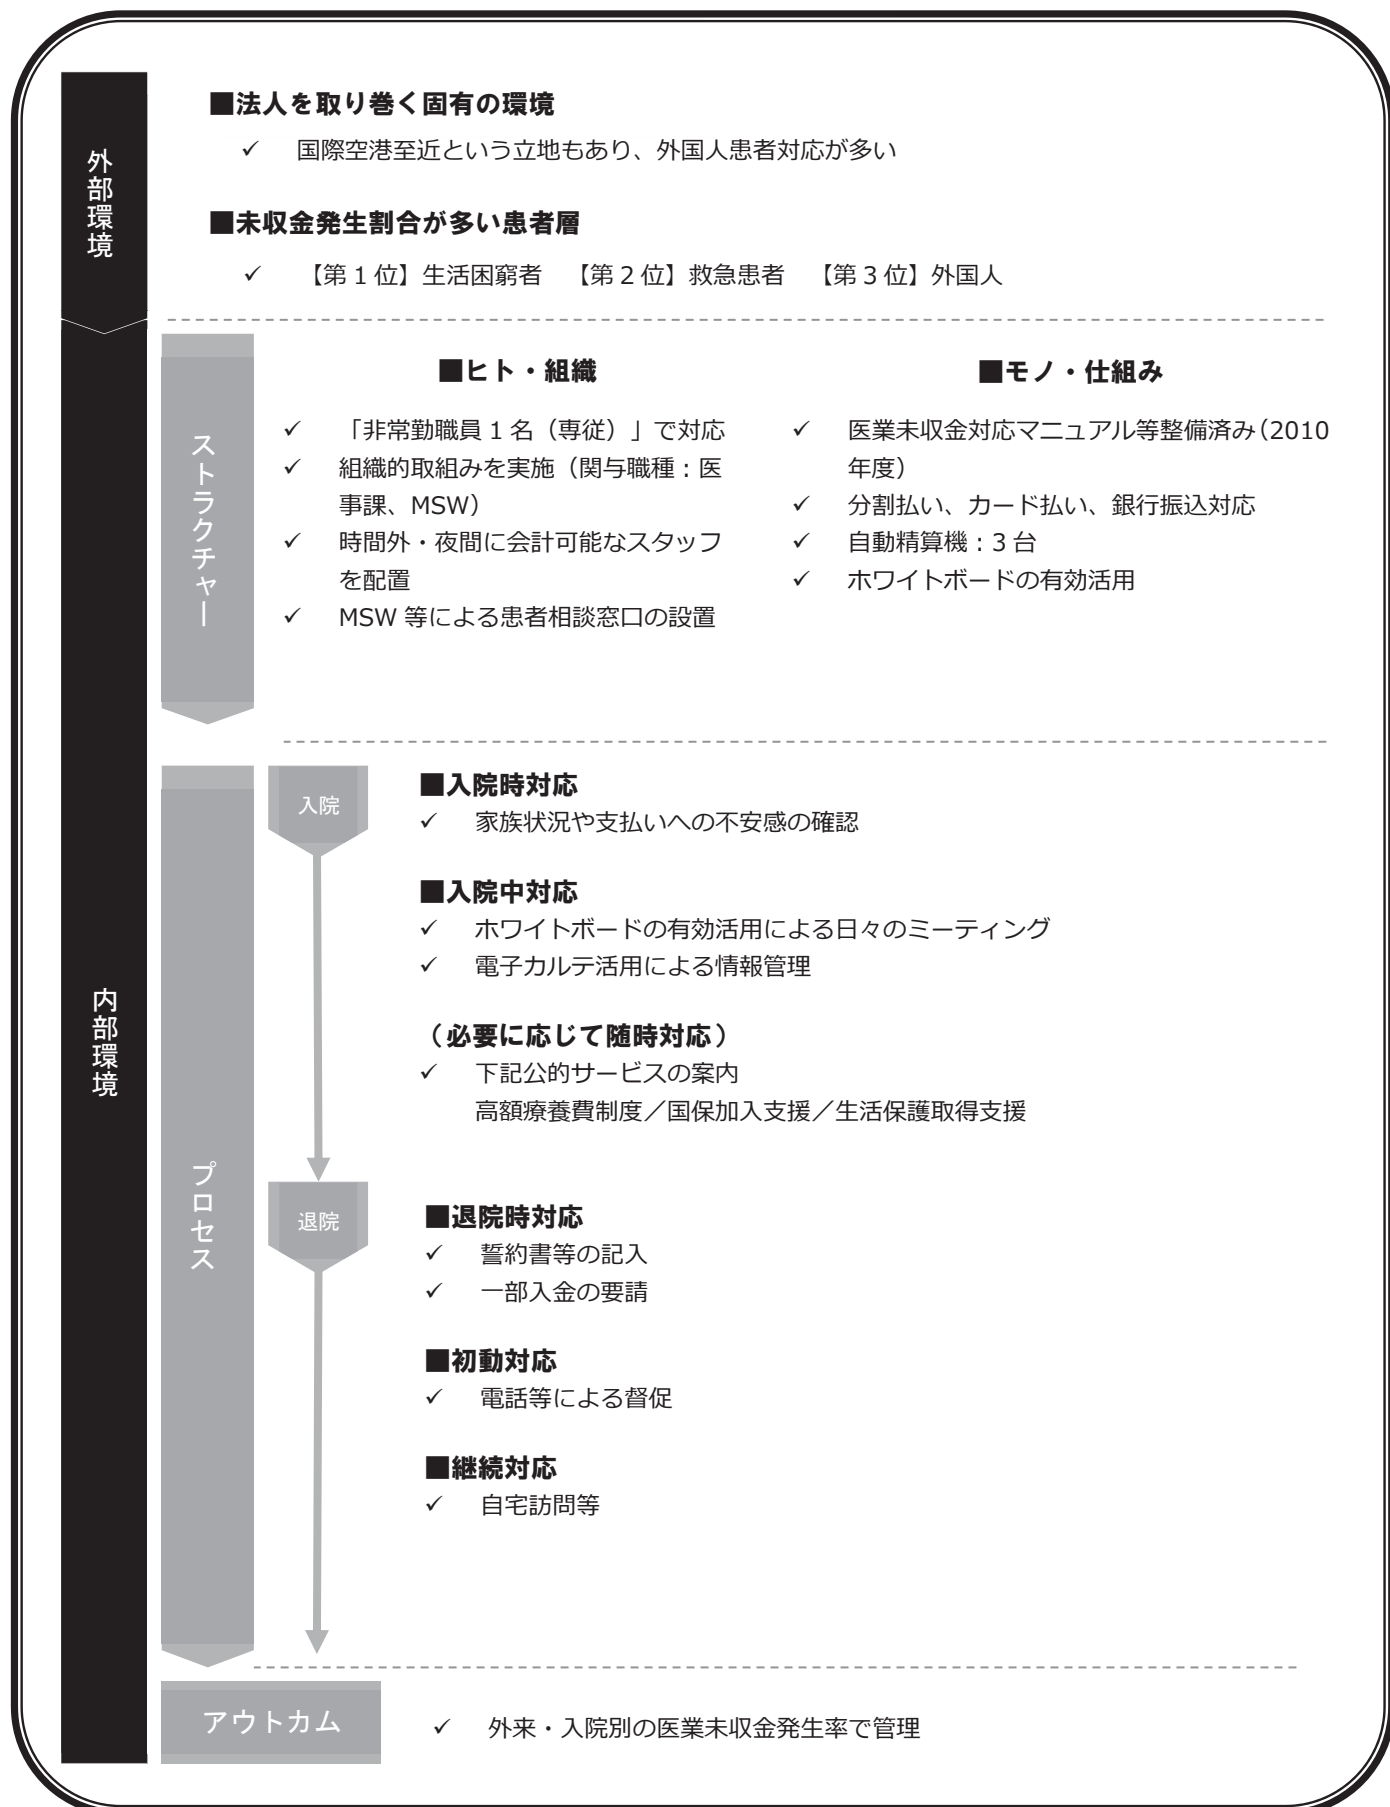 外部環境
■法人を取り巻く固有の環境
✓ 国際空港至近という立地もあり、外国人患者対応が多い
■未収金発生割合が多い患者層
✓ 【第1位】生活困窮者 【第2位】救急患者 【第3位】外国人
内部環境
ストラクチャー
■ヒト・組織
✓ 「非常勤職員1名（専従）」で対応
✓ 組織的取組みを実施（関与職種：医
事課、MSW）
✓ 時間外・夜間に会計可能なスタッフ
を配置
✓ MSW 等による患者相談窓口の設置
■モノ・仕組み
✓ 医業未収金対応マニュアル等整備済み（2010
年度）
✓ 分割払い、カード払い、銀行振込対応
✓ 自動精算機：3台
✓ ホワイトボードの有効活用
プロセス
入院
■入院時対応
✓ 家族状況や支払いへの不安感の確認
■入院中対応
✓ ホワイトボードの有効活用による日々のミーティング
✓ 電子カルテ活用による情報管理
（必要に応じて随時対応）
✓ 下記公的サービスの案内
高額療養費制度／国保加入支援／生活保護取得支援
退院
■退院時対応
✓ 誓約書等の記入
✓ 一部入金の要請
■初動対応
✓ 電話等による督促
■継続対応
✓ 自宅訪問等
アウトカム
✓ 外来・入院別の医業未収金発生率で管理